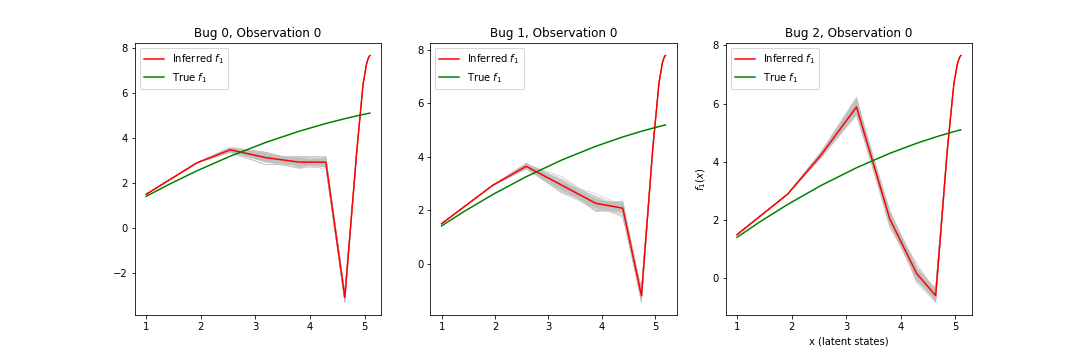 Bug 0, Observation 0
Inferred f₁
True f₁
8
6
4
2
0
−2
1 2 3 4 5
Bug 1, Observation 0
Inferred f₁
True f₁
8
6
4
2
0
1 2 3 4 5
Bug 2, Observation 0
Inferred f₁
True f₁
f₁(x)
8
6
4
2
0
1 2 3 4 5
x (latent states)